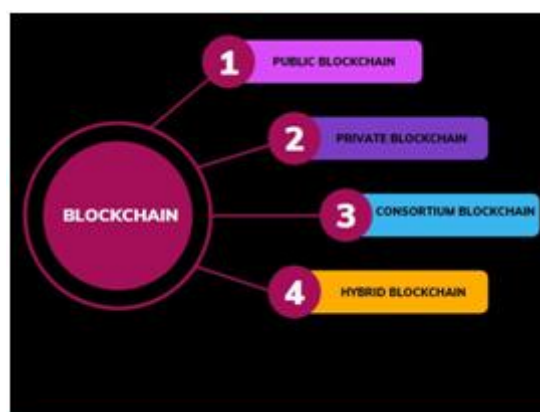 BLOCKCHAIN
1 PUBLIC BLOCKCHAIN
2 PRIVATE BLOCKCHAIN
3 CONSORTIUM BLOCKCHAIN
4 HYBRID BLOCKCHAIN